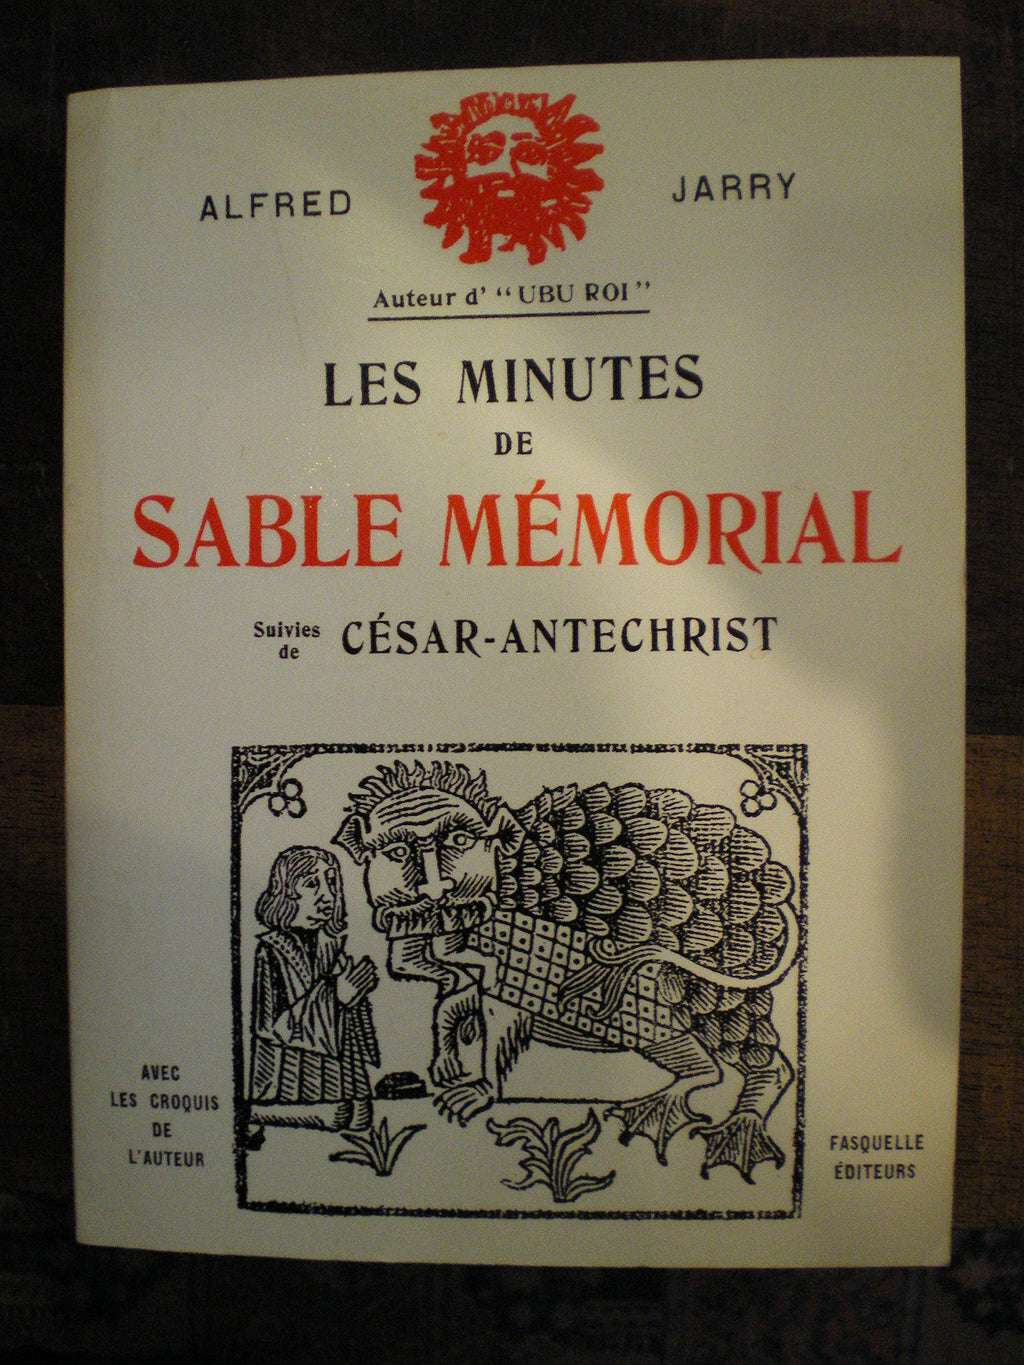 ALFRED JARRY
Auteur d' “UBU ROI”
LES MINUTES
DE
SABLE MÉMORIAL
Suivies
de
CÉSAR-ANTECHRIST
AVEC
LES CROQUIS
DE
L'AUTEUR
FASQUELLE
ÉDITEURS